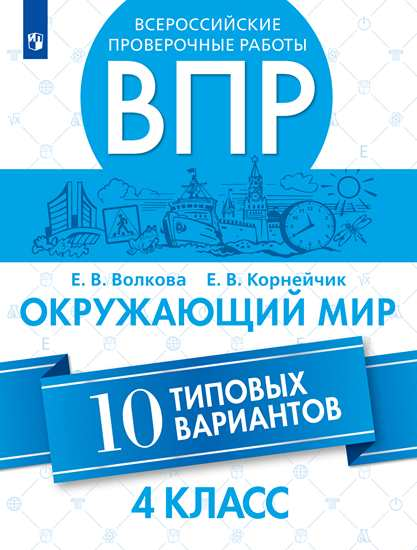 ВСЕРОССИЙСКИЕ
ПРОВЕРОЧНЫЕ РАБОТЫ
ВПР
Е. В. Волкова Е. В. Корнейчик
ОКРУЖАЮЩИЙ МИР
10 ТИПОВЫХ
ВАРИАНТОВ
4 КЛАСС